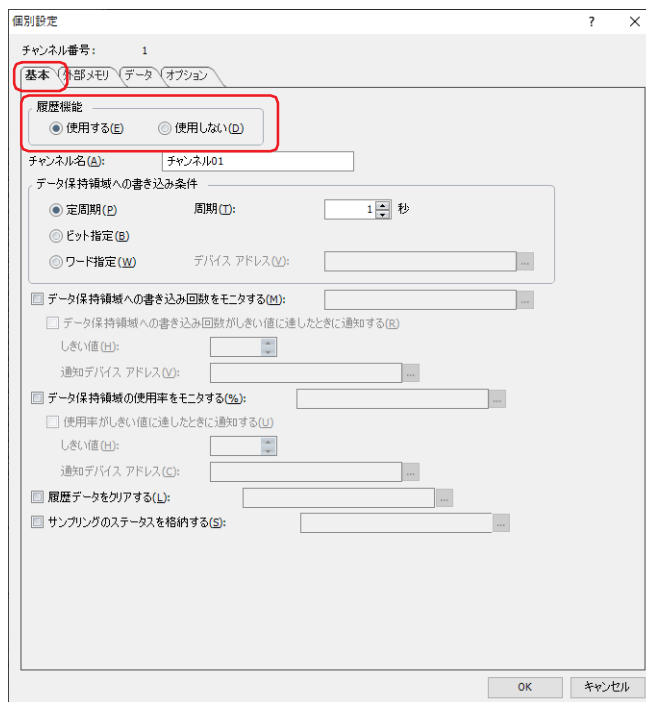 個別設定 ? ×
チャンネル番号: 1
基本 外部メモリ データ オプション
履歴機能
使用する(E) 使用しない(D)
チャンネル名(A): チャンネル01
データ保持領域への書き込み条件
定周期(P) 周期(T): 1 秒
ビット指定(B)
ワード指定(W) デバイス アドレス(V): ...
データ保持領域への書き込み回数をモニタする(M): ...
データ保持領域への書き込み回数がしきい値に達したときに通知する(R)
しきい値(H):
通知デバイス アドレス(V): ...
データ保持領域の使用率をモニタする(%): ...
使用率がしきい値に達したときに通知する(U)
しきい値(H):
通知デバイス アドレス(C): ...
履歴データをクリアする(L): ...
サンプリングのステータスを格納する(S): ...
OK キャンセル